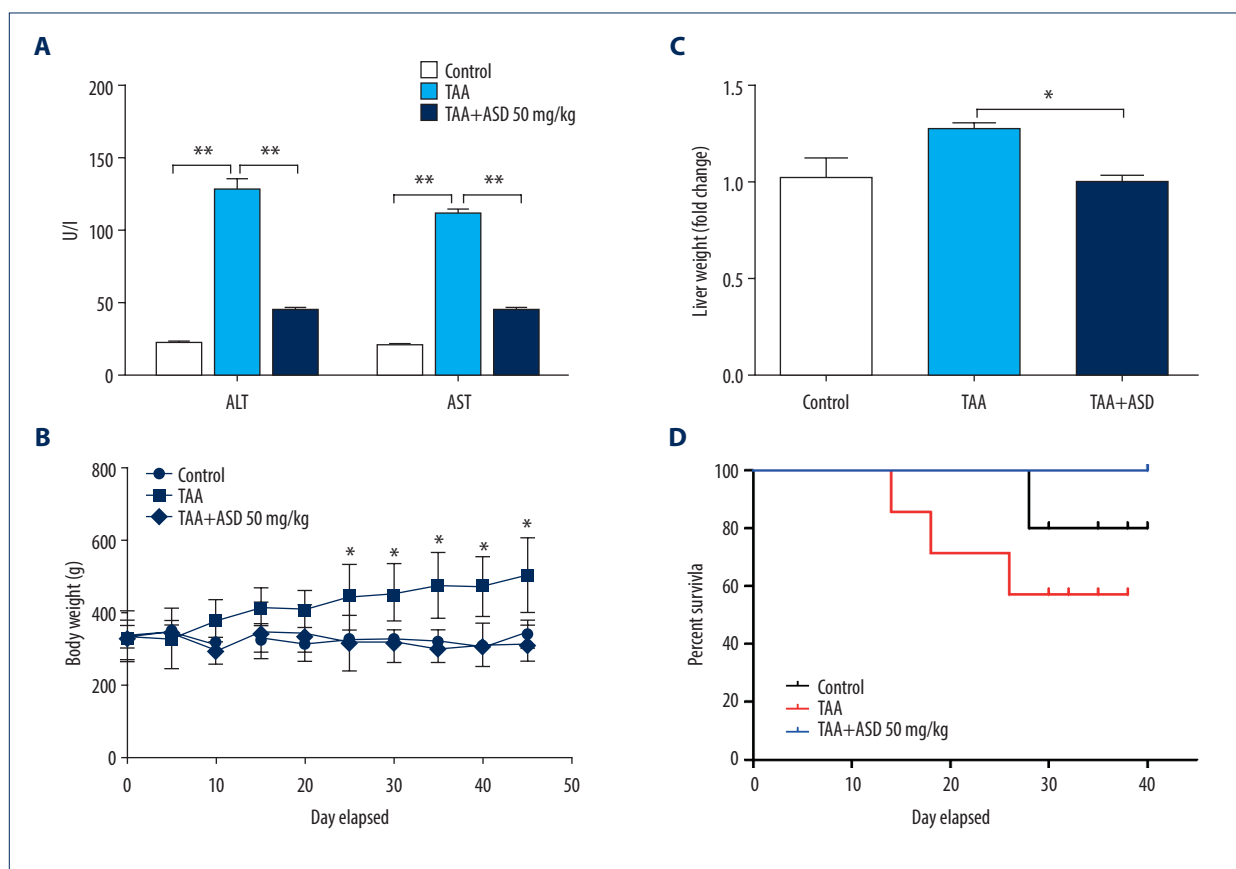 A
Control
TAA
TAA+ASD 50 mg/kg
200
150
100
50
0
U/l
** **
** **
ALT AST
C
1.5
1.0
0.5
0.0
Liver weight (fold change)
*
Control TAA TAA+ASD
B
Control
TAA
TAA+ASD 50 mg/kg
800
600
400
200
0
Body weight (g)
* * * * *
0 10 20 30 40 50
Day elapsed
D
100
80
60
40
20
0
Percent survivla
Control
TAA
TAA+ASD 50 mg/kg
0 10 20 30 40
Day elapsed